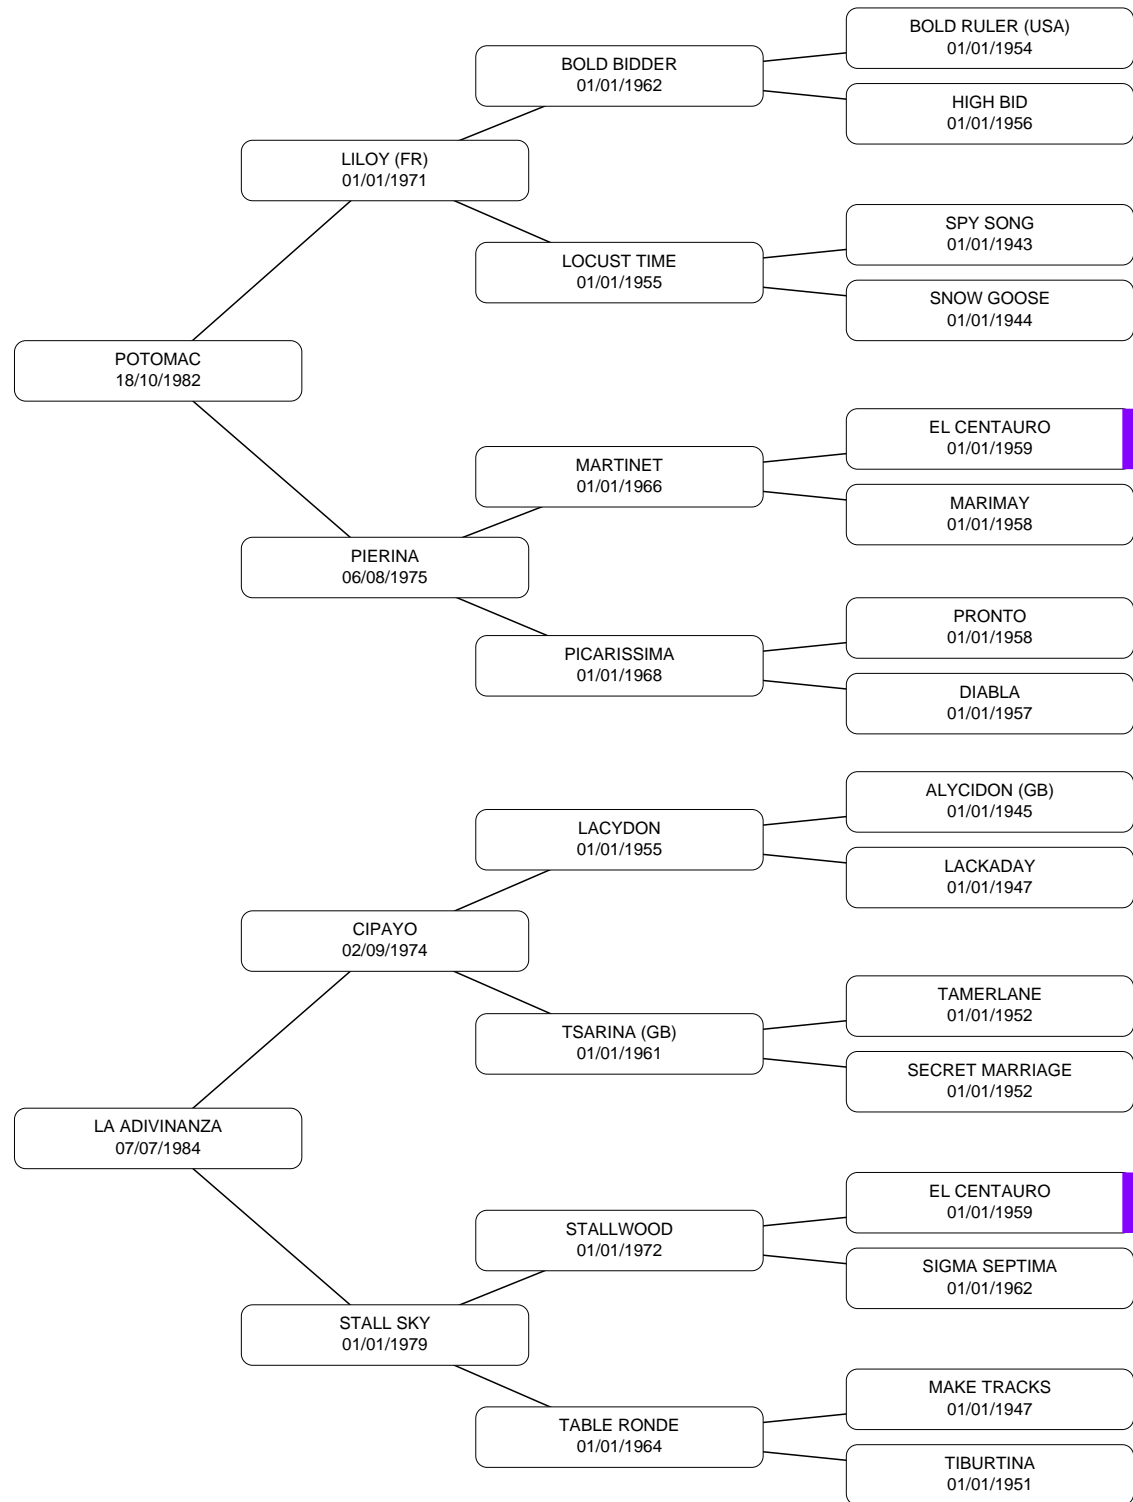 BOLD RULER (USA)
01/01/1954
BOLD BIDDER
01/01/1962
HIGH BID
01/01/1956
LILOY (FR)
01/01/1971
SPY SONG
01/01/1943
LOCUST TIME
01/01/1955
SNOW GOOSE
01/01/1944
POTOMAC
18/10/1982
EL CENTAURO
01/01/1959
MARTINET
01/01/1966
MARIMAY
01/01/1958
PIERINA
06/08/1975
PRONTO
01/01/1958
PICARISSIMA
01/01/1968
DIABLA
01/01/1957
ALYCIDON (GB)
01/01/1945
LACYDON
01/01/1955
LACKADAY
01/01/1947
CIPAYO
02/09/1974
TAMERLANE
01/01/1952
TSARINA (GB)
01/01/1961
SECRET MARRIAGE
01/01/1952
LA ADIVINANZA
07/07/1984
EL CENTAURO
01/01/1959
STALLWOOD
01/01/1972
SIGMA SEPTIMA
01/01/1962
STALL SKY
01/01/1979
MAKE TRACKS
01/01/1947
TABLE RONDE
01/01/1964
TIBURTINA
01/01/1951